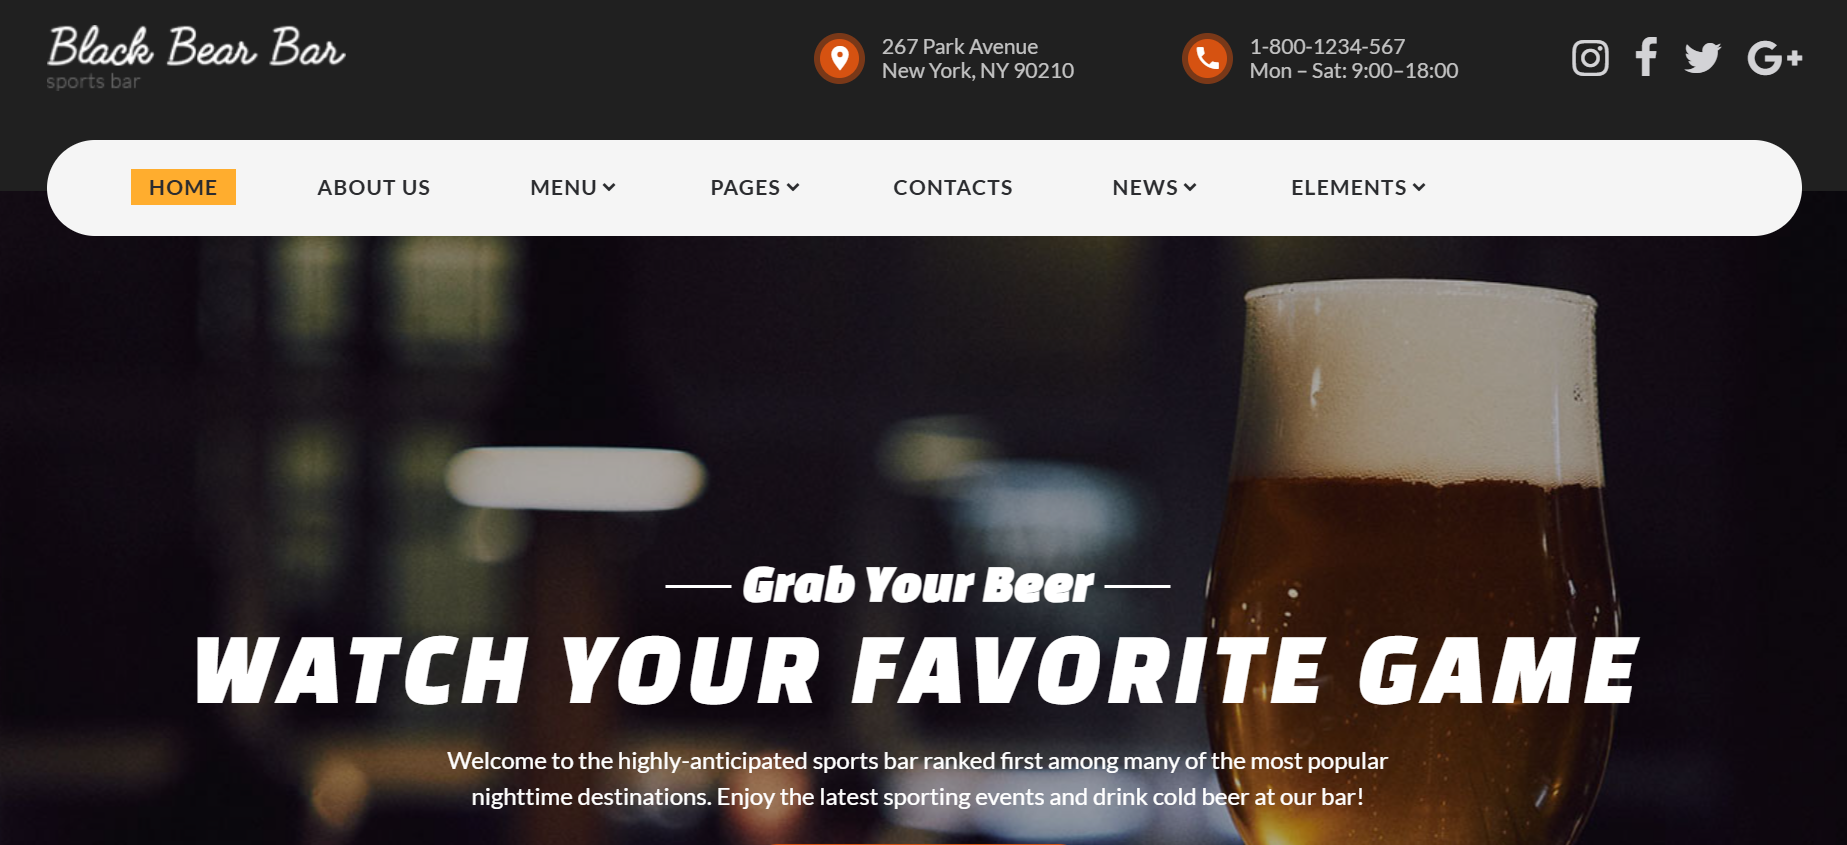 Black Bear Bar
sports bar
267 Park Avenue
New York, NY 90210
1-800-1234-567
Mon – Sat: 9:00–18:00
HOME
ABOUT US
MENU
PAGES
CONTACTS
NEWS
ELEMENTS
Grab Your Beer
WATCH YOUR FAVORITE GAME
Welcome to the highly-anticipated sports bar ranked first among many of the most popular
nighttime destinations. Enjoy the latest sporting events and drink cold beer at our bar!